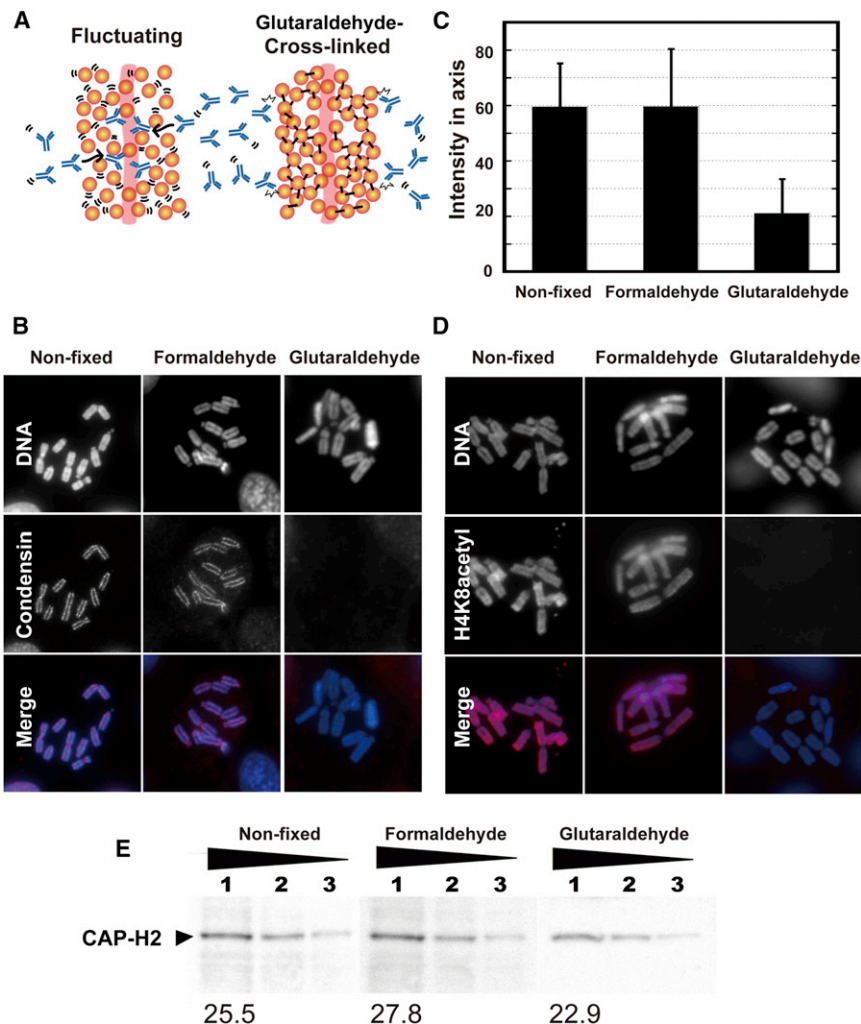 A
Fluctuating
Glutaraldehyde-
Cross-linked
C
Intensity in axis
80
60
40
20
0
Non-fixed Formaldehyde Glutaraldehyde
B
Non-fixed Formaldehyde Glutaraldehyde
DNA
Condensin
Merge
D
Non-fixed Formaldehyde Glutaraldehyde
DNA
H4K8acetyl
Merge
E
Non-fixed Formaldehyde Glutaraldehyde
1 2 3 1 2 3 1 2 3
CAP-H2
25.5 27.8 22.9